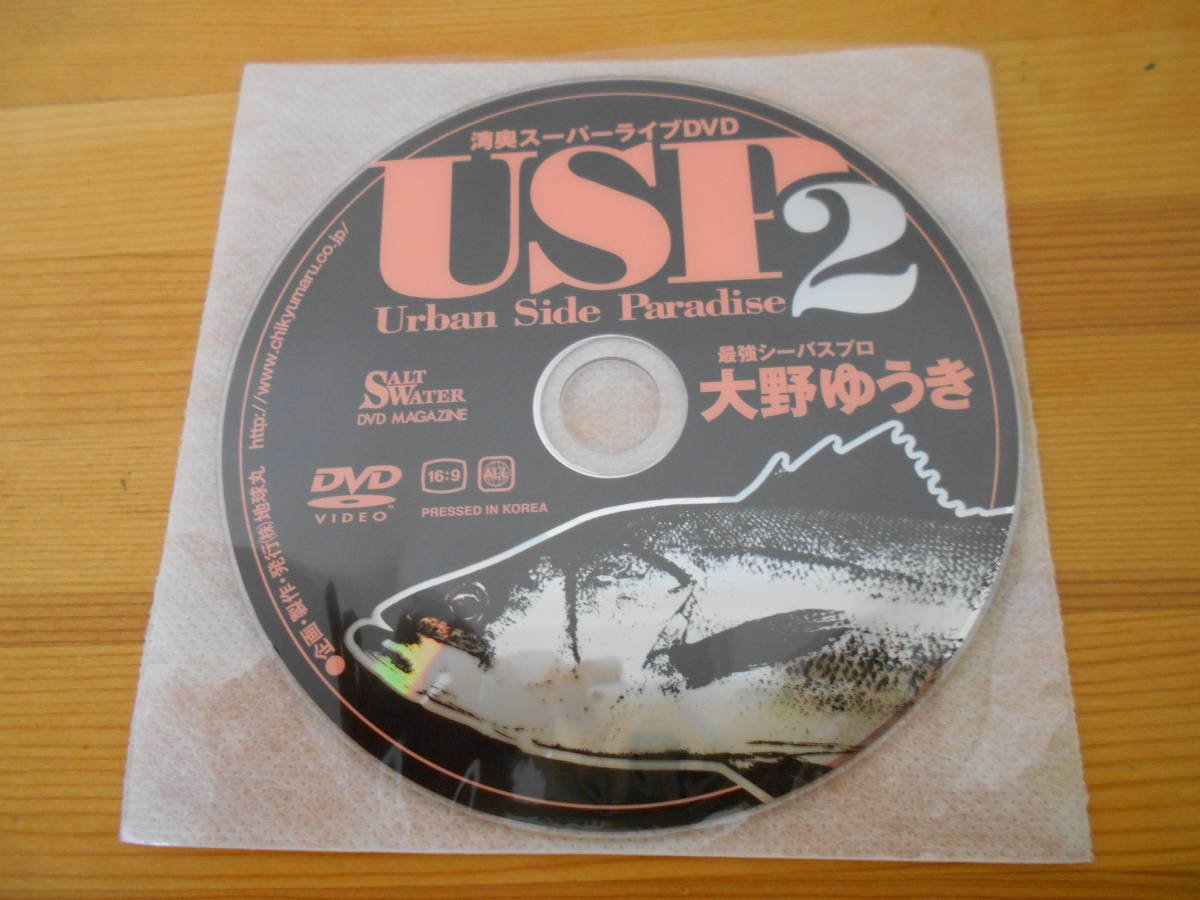 湾奥スーパーライブDVD
USP2
Urban Side Paradise
最強シーバスプロ
大野ゆうき
SALT WATER
DVD MAGAZINE
DVD
VIDEO
16:9
ALL
PRESSED IN KOREA
●企画・製作・発行㈱地球丸 http://www.chikyumaru.co.jp/